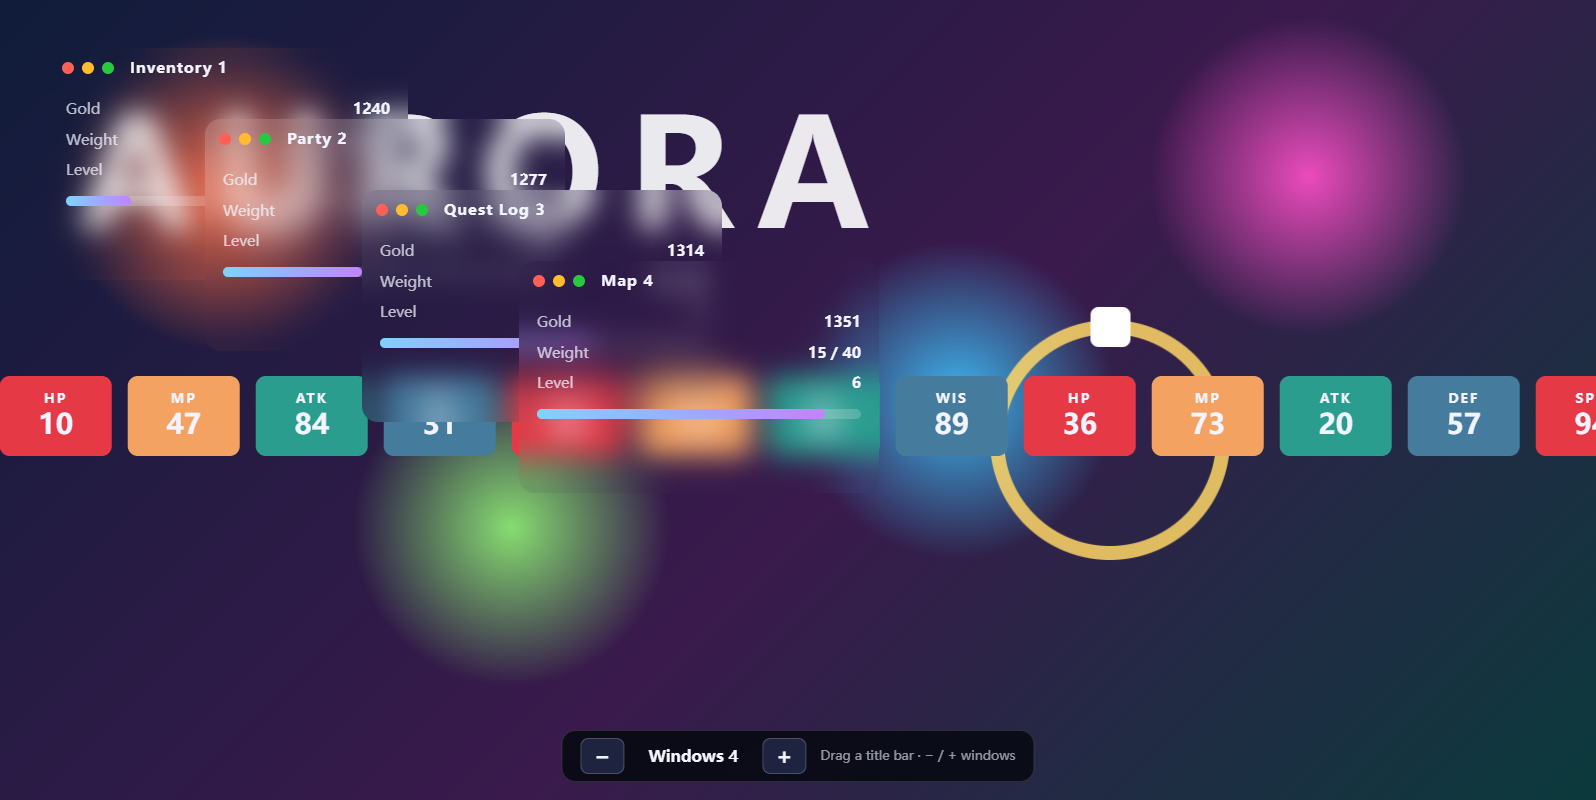 Inventory 1
Gold 1240
Weight
Level
AURORA
Party 2
Gold 1277
Weight
Level
Quest Log 3
Gold 1314
Weight
Level
Map 4
Gold 1351
Weight 15 / 40
Level 6
HP
10
MP
47
ATK
84
31
WIS
89
HP
36
MP
73
ATK
20
DEF
57
− Windows 4 + Drag a title bar · − / + windows